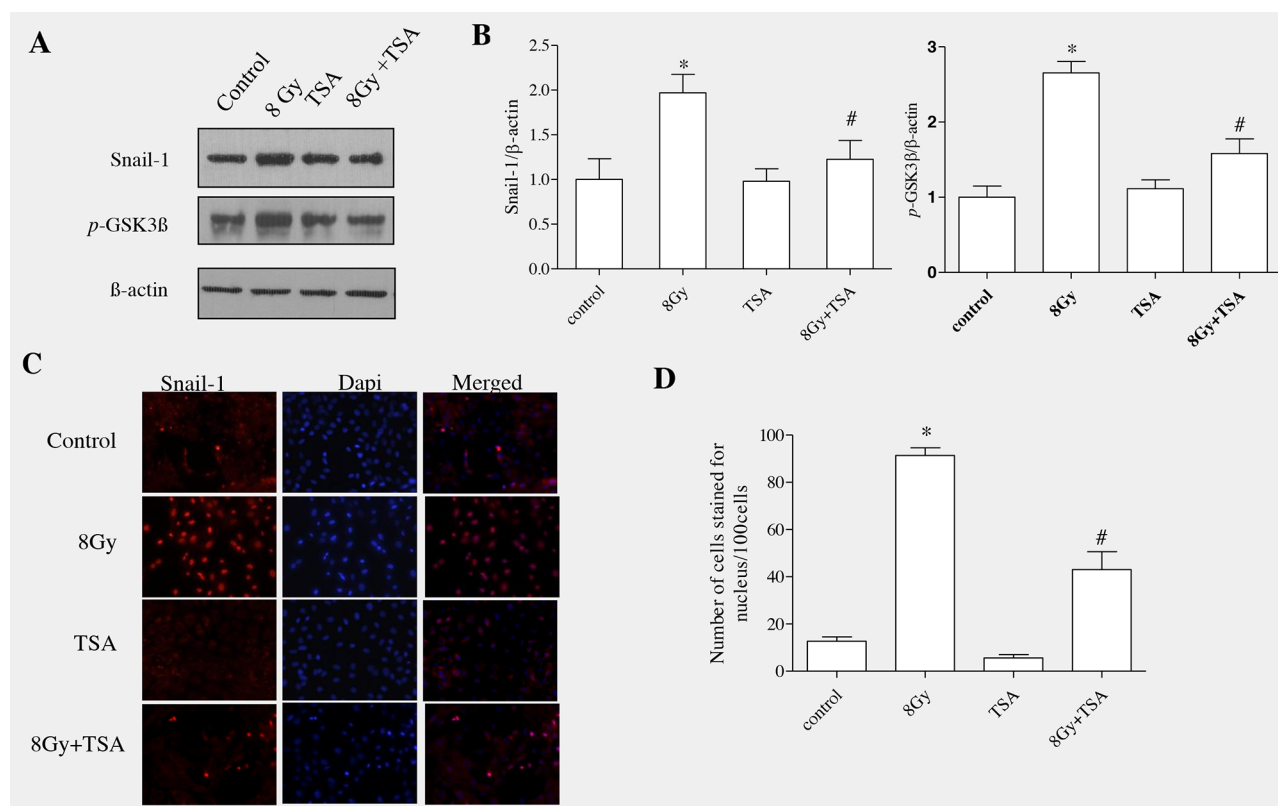 A
Control
8 Gy
TSA
8Gy +TSA
Snail-1
p-GSK3ß
ß-actin
B
Snail-1/β-actin
2.5
2.0
1.5
1.0
0.5
0.0
*
#
control
8Gy
TSA
8Gy+TSA
p-GSK3β/β-actin
3
2
1
0
*
#
control
8Gy
TSA
8Gy+TSA
C
Snail-1 Dapi Merged
Control
8Gy
TSA
8Gy+TSA
D
Number of cells stained for
nucleus/100cells
100
80
60
40
20
0
*
#
control
8Gy
TSA
8Gy+TSA